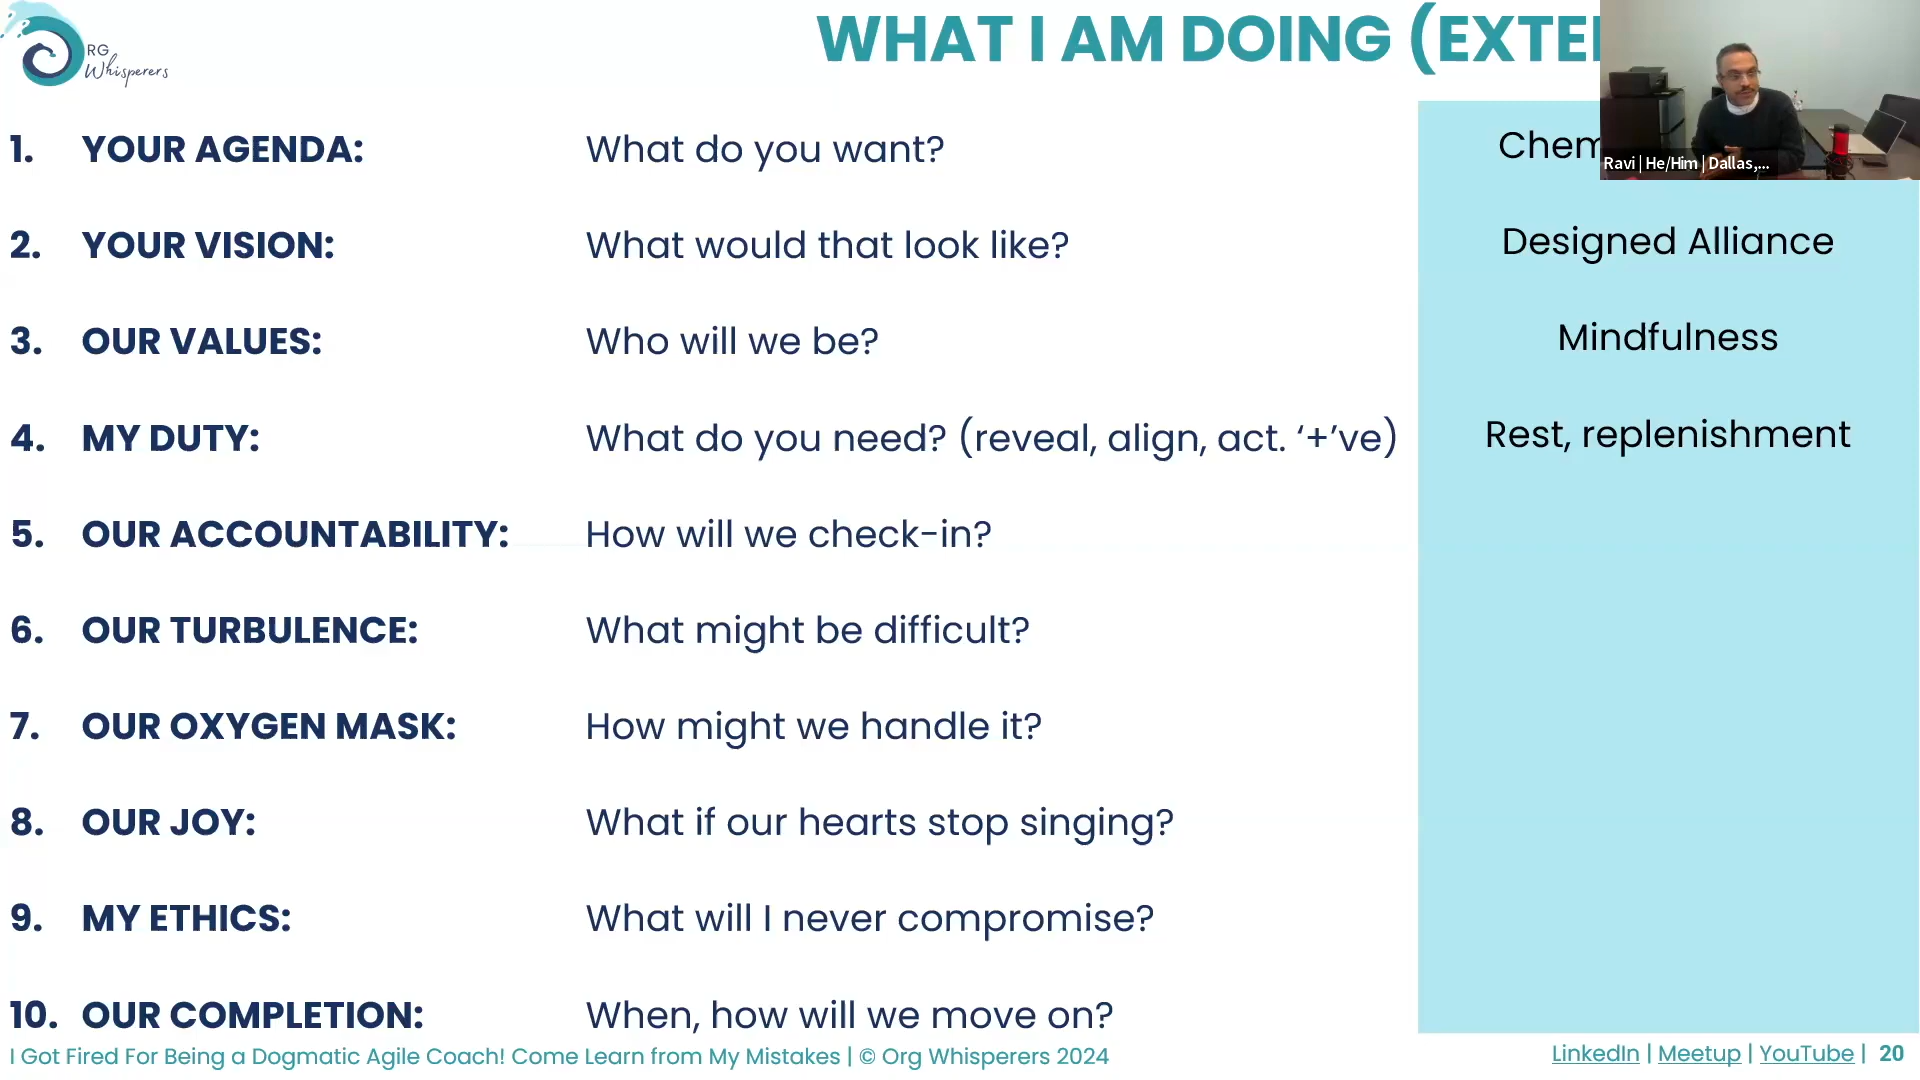 RG
Whisperers
WHAT I AM DOING (EXTE
Ravi | He/Him | Dallas,...
1. YOUR AGENDA: What do you want? Chem
2. YOUR VISION: What would that look like? Designed Alliance
3. OUR VALUES: Who will we be? Mindfulness
4. MY DUTY: What do you need? (reveal, align, act. ‘+’ve) Rest, replenishment
5. OUR ACCOUNTABILITY: How will we check-in?
6. OUR TURBULENCE: What might be difficult?
7. OUR OXYGEN MASK: How might we handle it?
8. OUR JOY: What if our hearts stop singing?
9. MY ETHICS: What will I never compromise?
10. OUR COMPLETION: When, how will we move on?
I Got Fired For Being a Dogmatic Agile Coach! Come Learn from My Mistakes | © Org Whisperers 2024
LinkedIn | Meetup | YouTube | 20